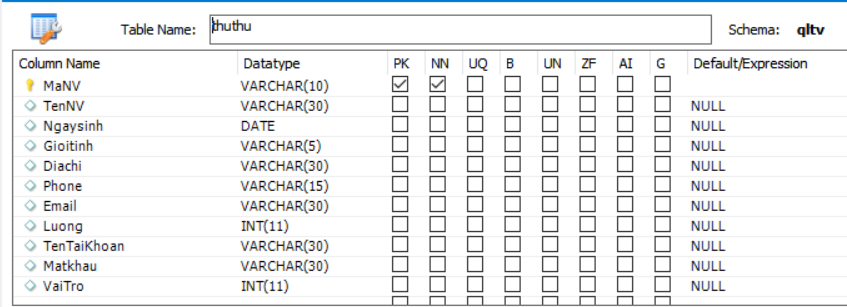 Table Name: thuthu Schema: qltv
Column Name Datatype PK NN UQ B UN ZF AI G Default/Expression
MaNV VARCHAR(10)
TenNV VARCHAR(30) NULL
Ngaysinh DATE NULL
Gioitinh VARCHAR(5) NULL
Diachi VARCHAR(30) NULL
Phone VARCHAR(15) NULL
Email VARCHAR(30) NULL
Luong INT(11) NULL
TenTaiKhoan VARCHAR(30) NULL
Matkhau VARCHAR(30) NULL
VaiTro INT(11) NULL